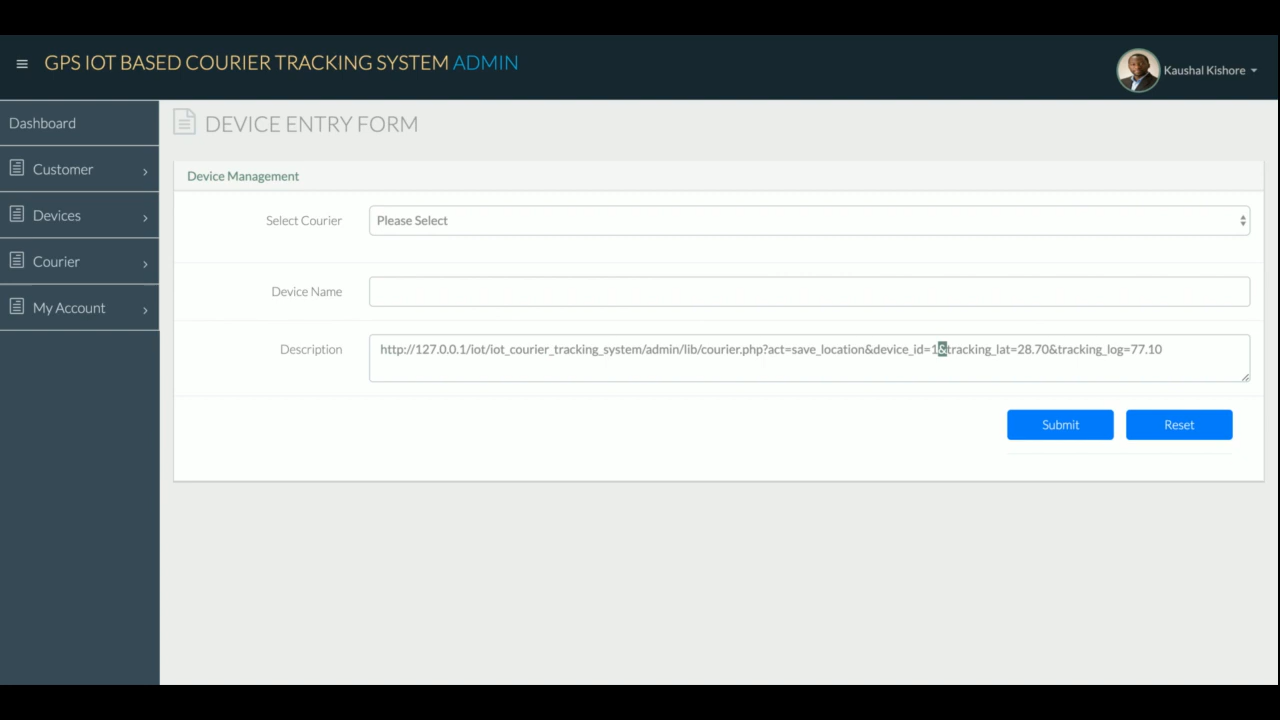 GPS IOT BASED COURIER TRACKING SYSTEM ADMIN
Kaushal Kishore
Dashboard
Customer
Devices
Courier
My Account
DEVICE ENTRY FORM
Device Management
Select Courier
Please Select
Device Name
Description
http://127.0.0.1/iot/iot_courier_tracking_system/admin/lib/courier.php?act=save_location&device_id=1&tracking_lat=28.70&tracking_log=77.10
Submit
Reset